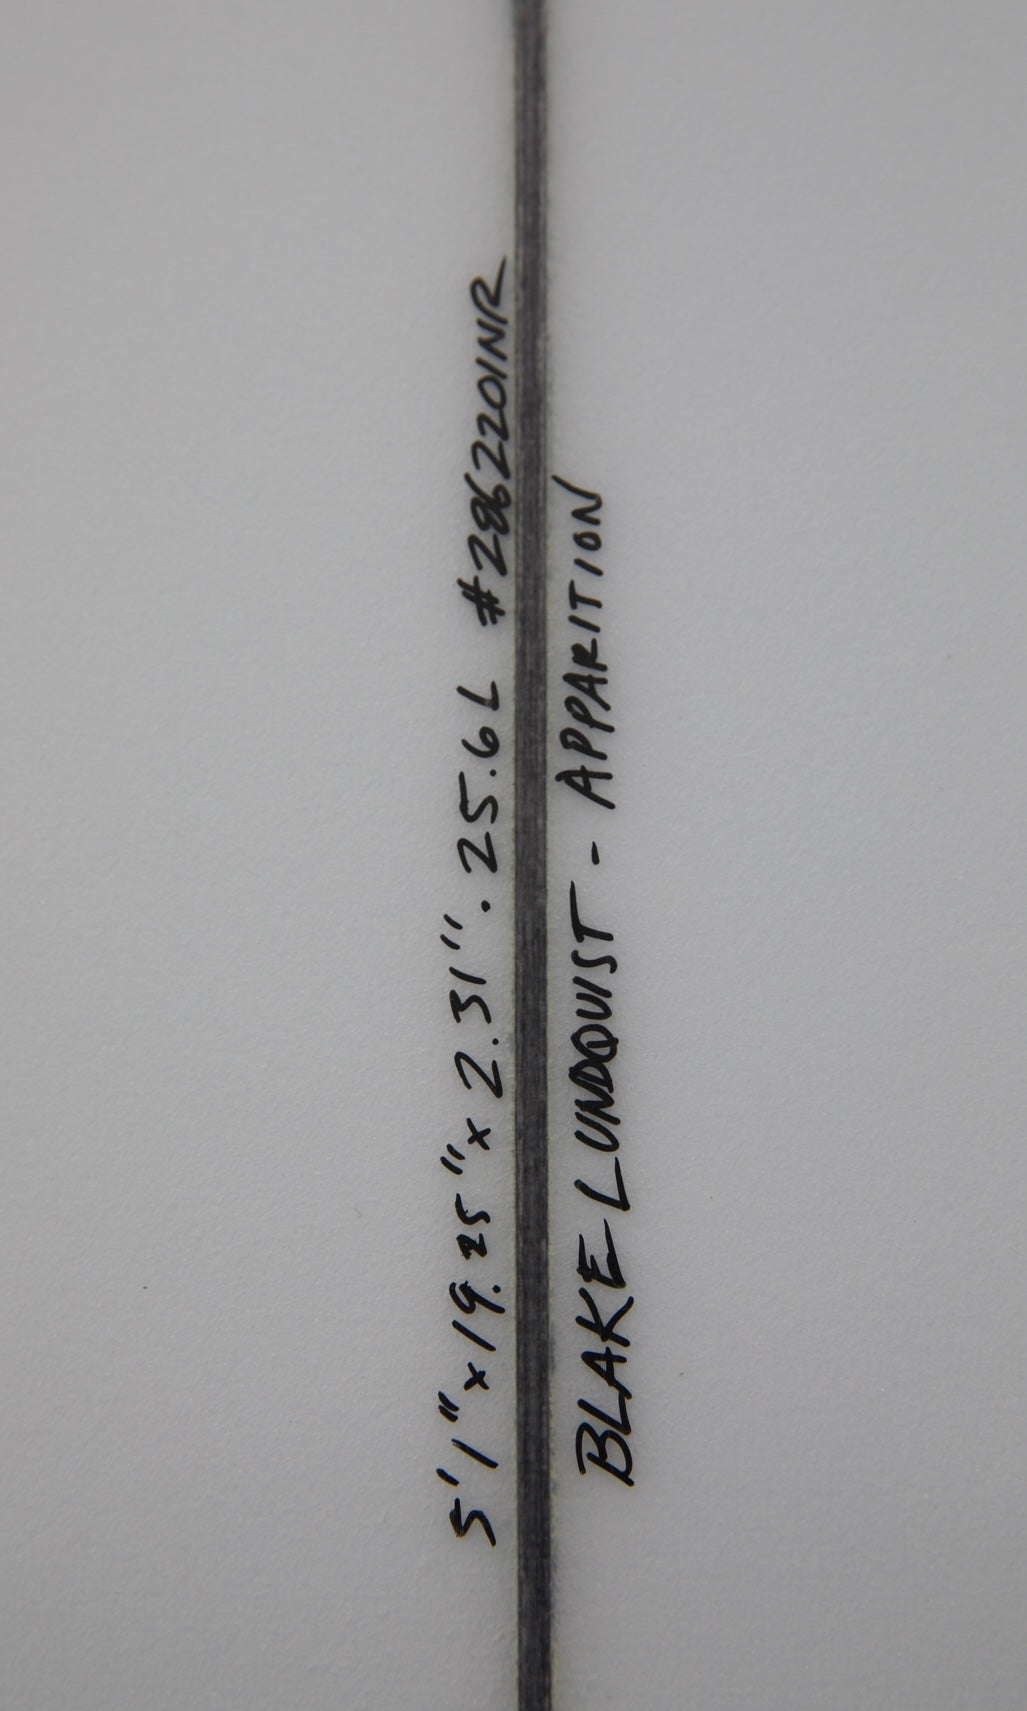 5'1" x 19.25" x 2.31". 25.6L #286220INR
BLAKE LUNDQUIST - APPARITION